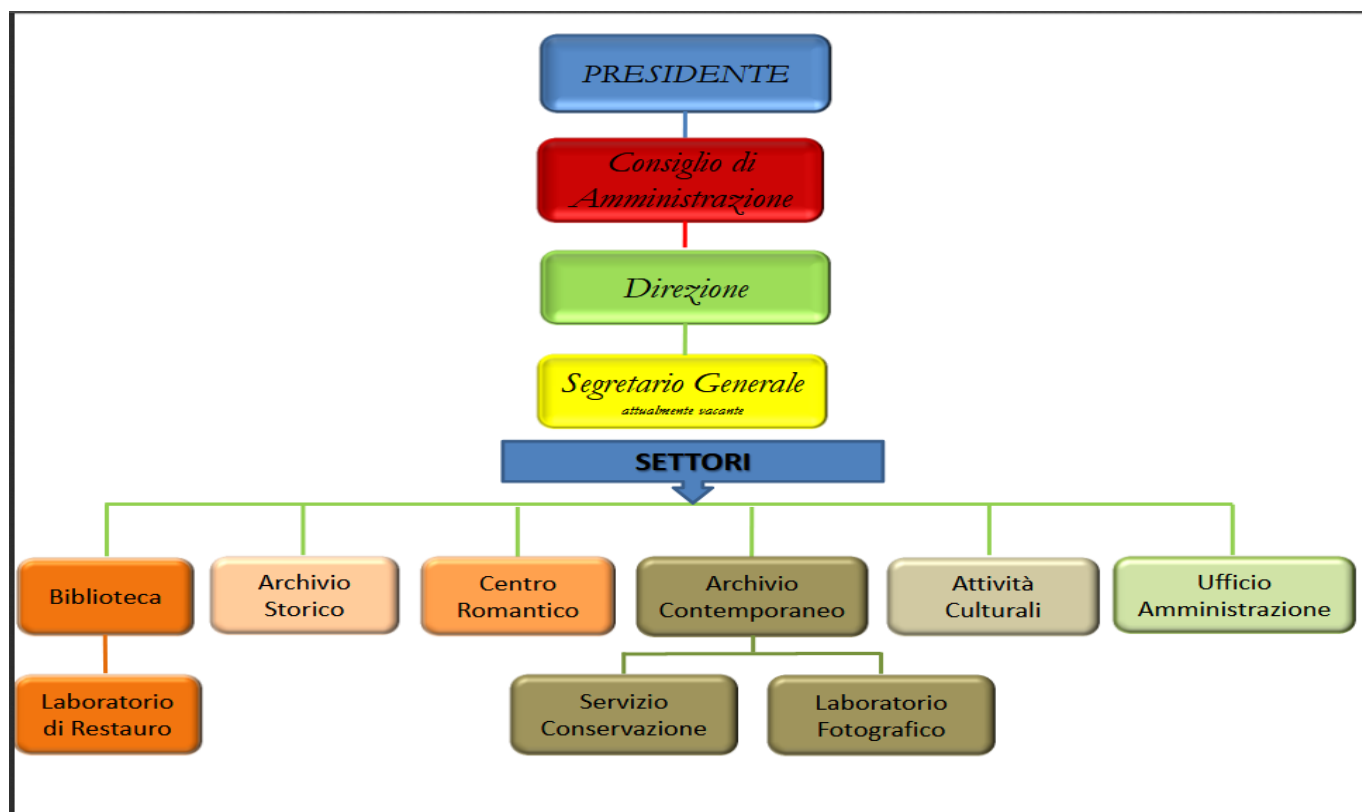 PRESIDENTE
Consiglio di
Amministrazione
Direzione
Segretario Generale
attualmente vacante
SETTORI
Biblioteca
Archivio
Storico
Centro
Romantico
Archivio
Contemporaneo
Attività
Culturali
Ufficio
Amministrazione
Laboratorio
di Restauro
Servizio
Conservazione
Laboratorio
Fotografico